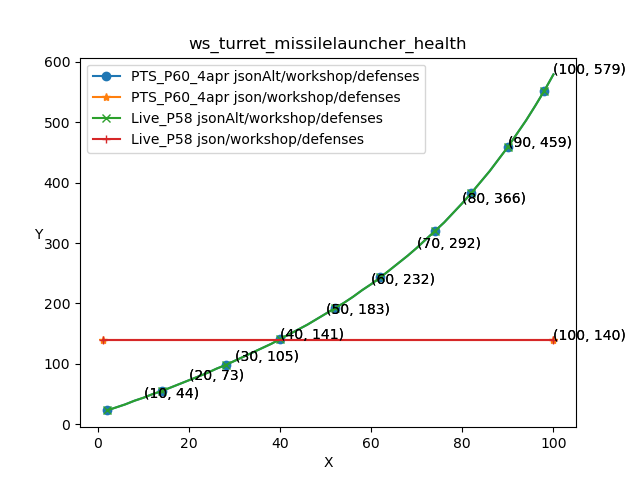 ws_turret_missilelauncher_health
PTS_P60_4apr jsonAlt/workshop/defenses
PTS_P60_4apr json/workshop/defenses
Live_P58 jsonAlt/workshop/defenses
Live_P58 json/workshop/defenses
600
500
400
300
200
100
0
Y
(100, 579)
(90, 459)
(80, 366)
(70, 292)
(60, 232)
(50, 183)
(40, 141)
(100, 140)
(30, 105)
(20, 73)
(10, 44)
0 20 40 60 80 100
X